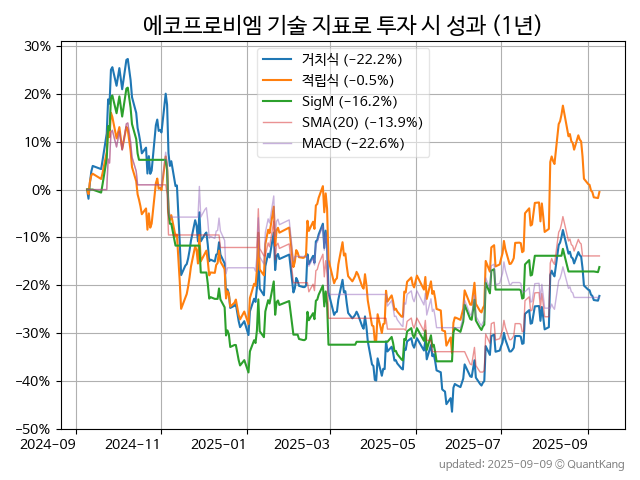 에코프로비엠 기술 지표로 투자 시 성과 (1년)
거치식 (−22.2%)
적립식 (−0.5%)
SigM (−16.2%)
SMA(20) (−13.9%)
MACD (−22.6%)
30%
20%
10%
0%
−10%
−20%
−30%
−40%
−50%
2024-09 2024-11 2025-01 2025-03 2025-05 2025-07 2025-09
updated: 2025-09-09 © QuantKang